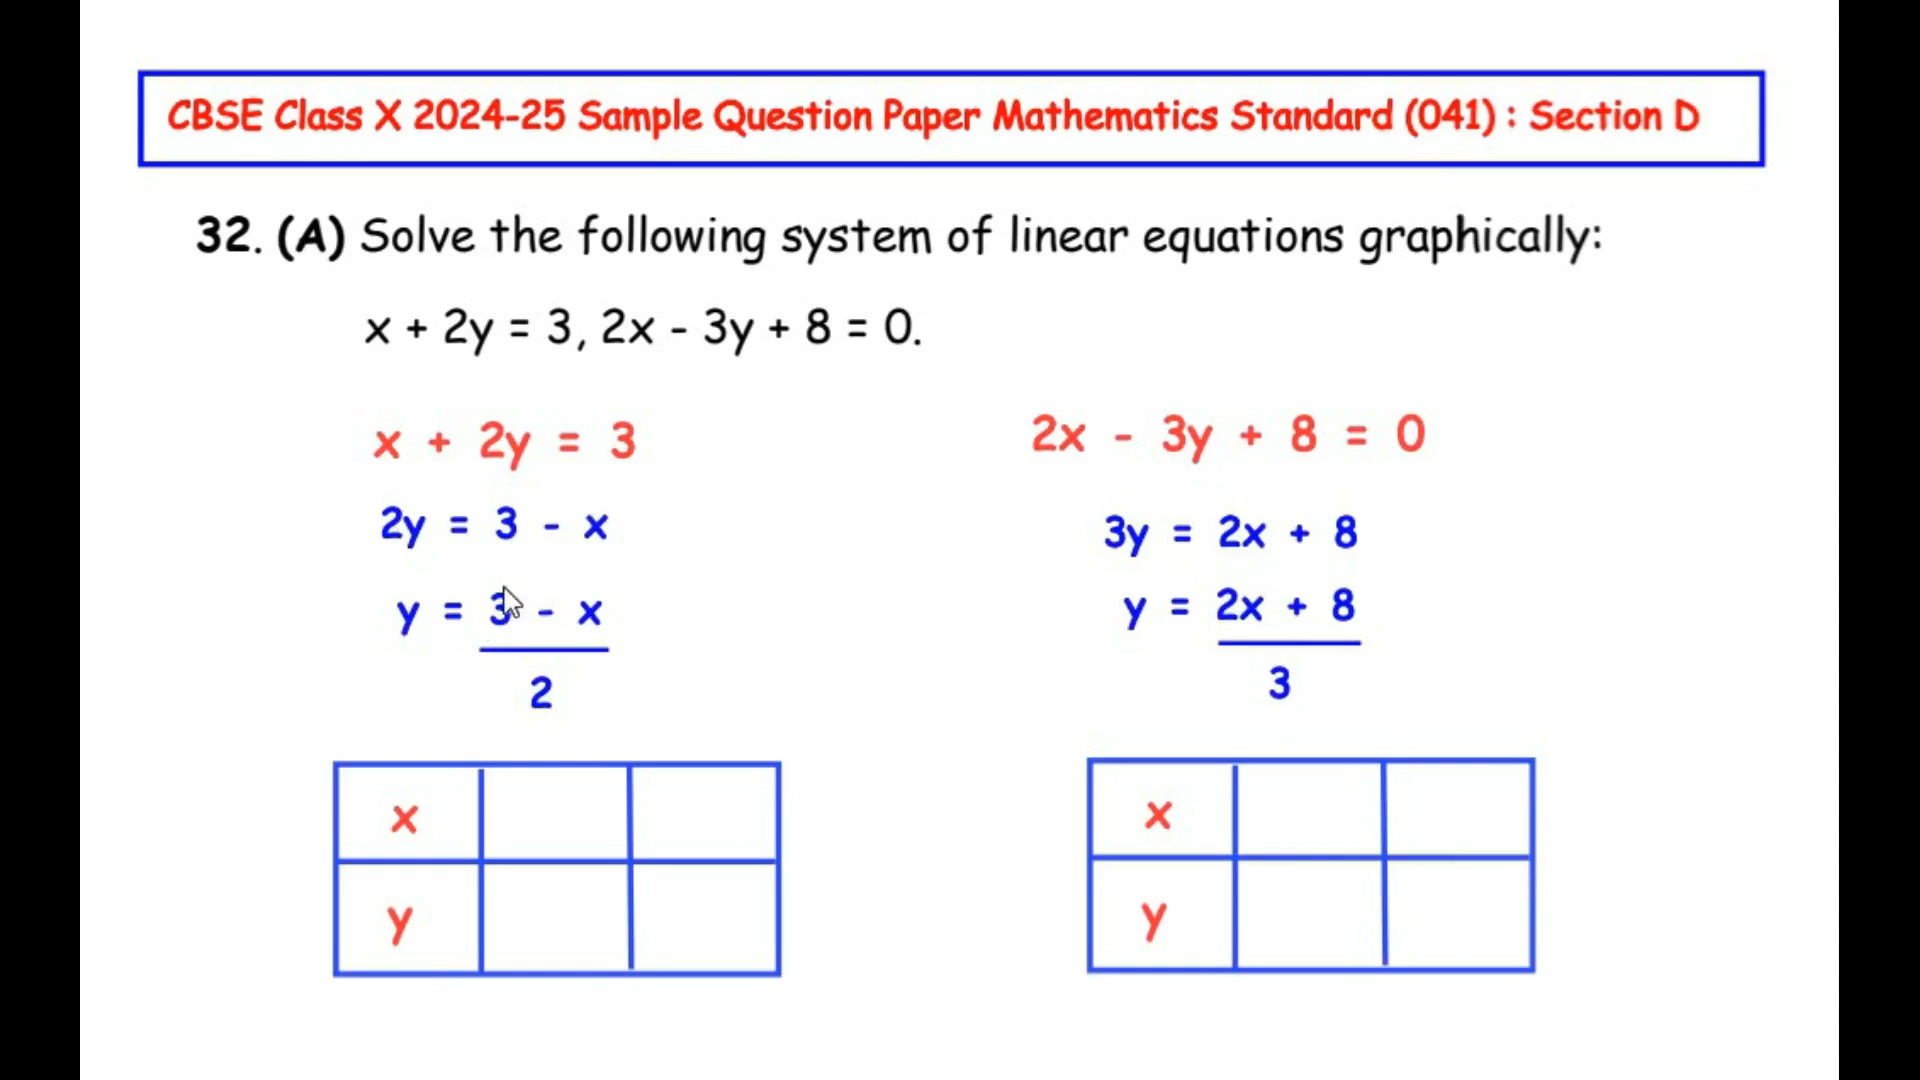 CBSE Class X 2024-25 Sample Question Paper Mathematics Standard (041) : Section D
32. (A) Solve the following system of linear equations graphically:
x + 2y = 3, 2x - 3y + 8 = 0.
x + 2y = 3
2y = 3 - x
y = 3 - x
2
x
y
2x - 3y + 8 = 0
3y = 2x + 8
y = 2x + 8
3
x
y